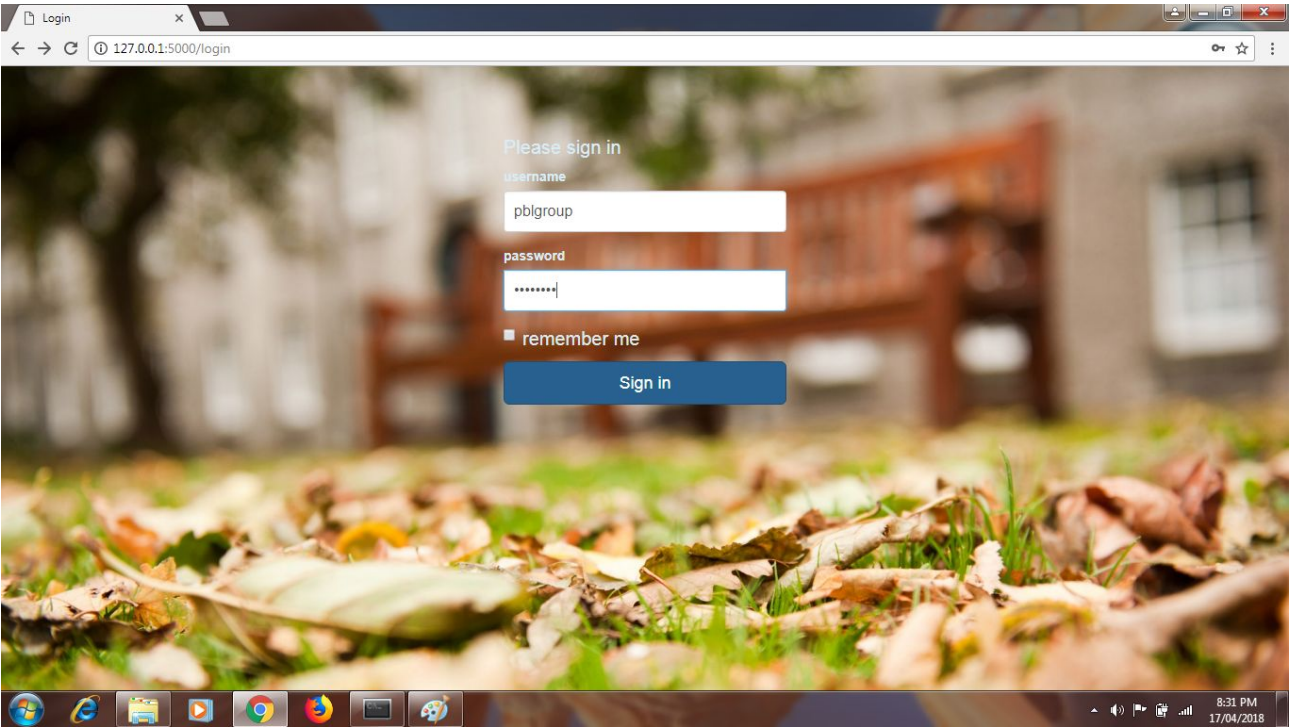 Login
127.0.0.1:5000/login
Please sign in
username
pblgroup
password
••••••••
remember me
Sign in
8:31 PM
17/04/2018